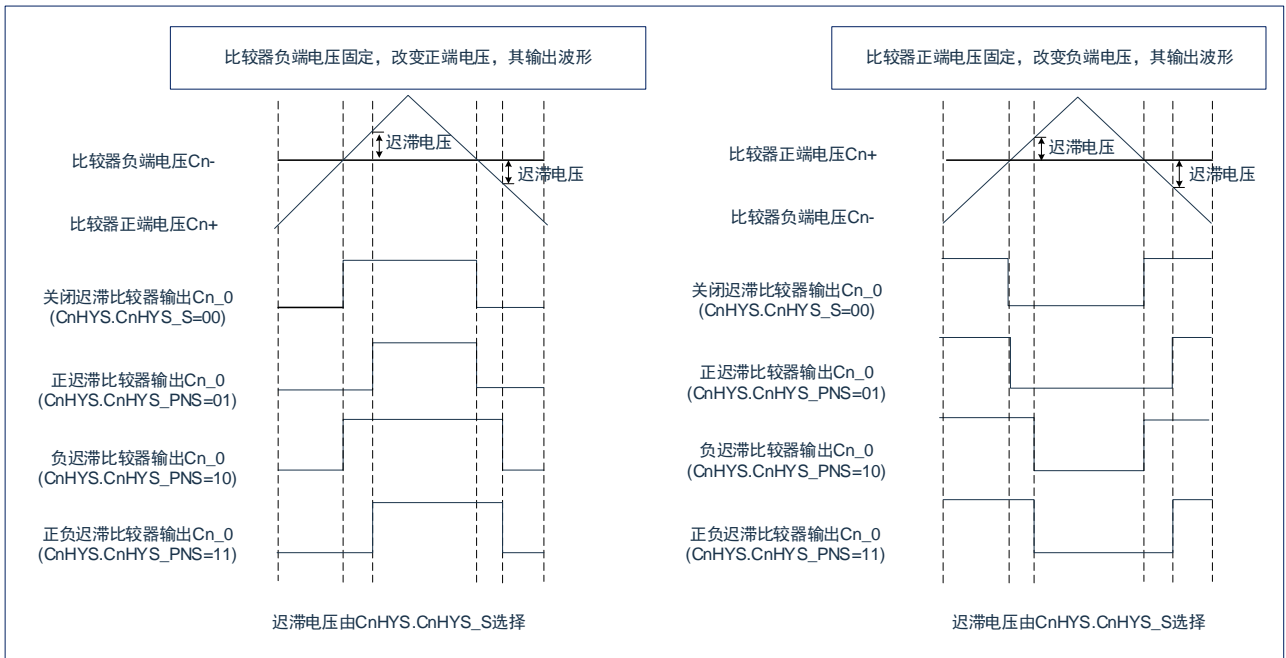 比较器负端电压固定，改变正端电压，其输出波形
迟滞电压
比较器负端电压Cn-
迟滞电压
比较器正端电压Cn+
关闭迟滞比较器输出Cn_0
(CnHYS.CnHYS_S=00)
正迟滞比较器输出Cn_0
(CnHYS.CnHYS_PNS=01)
负迟滞比较器输出Cn_0
(CnHYS.CnHYS_PNS=10)
正负迟滞比较器输出Cn_0
(CnHYS.CnHYS_PNS=11)
迟滞电压由CnHYS.CnHYS_S选择
比较器正端电压固定，改变负端电压，其输出波形
迟滞电压
比较器正端电压Cn+
迟滞电压
比较器负端电压Cn-
关闭迟滞比较器输出Cn_0
(CnHYS.CnHYS_S=00)
正迟滞比较器输出Cn_0
(CnHYS.CnHYS_PNS=01)
负迟滞比较器输出Cn_0
(CnHYS.CnHYS_PNS=10)
正负迟滞比较器输出Cn_0
(CnHYS.CnHYS_PNS=11)
迟滞电压由CnHYS.CnHYS_S选择